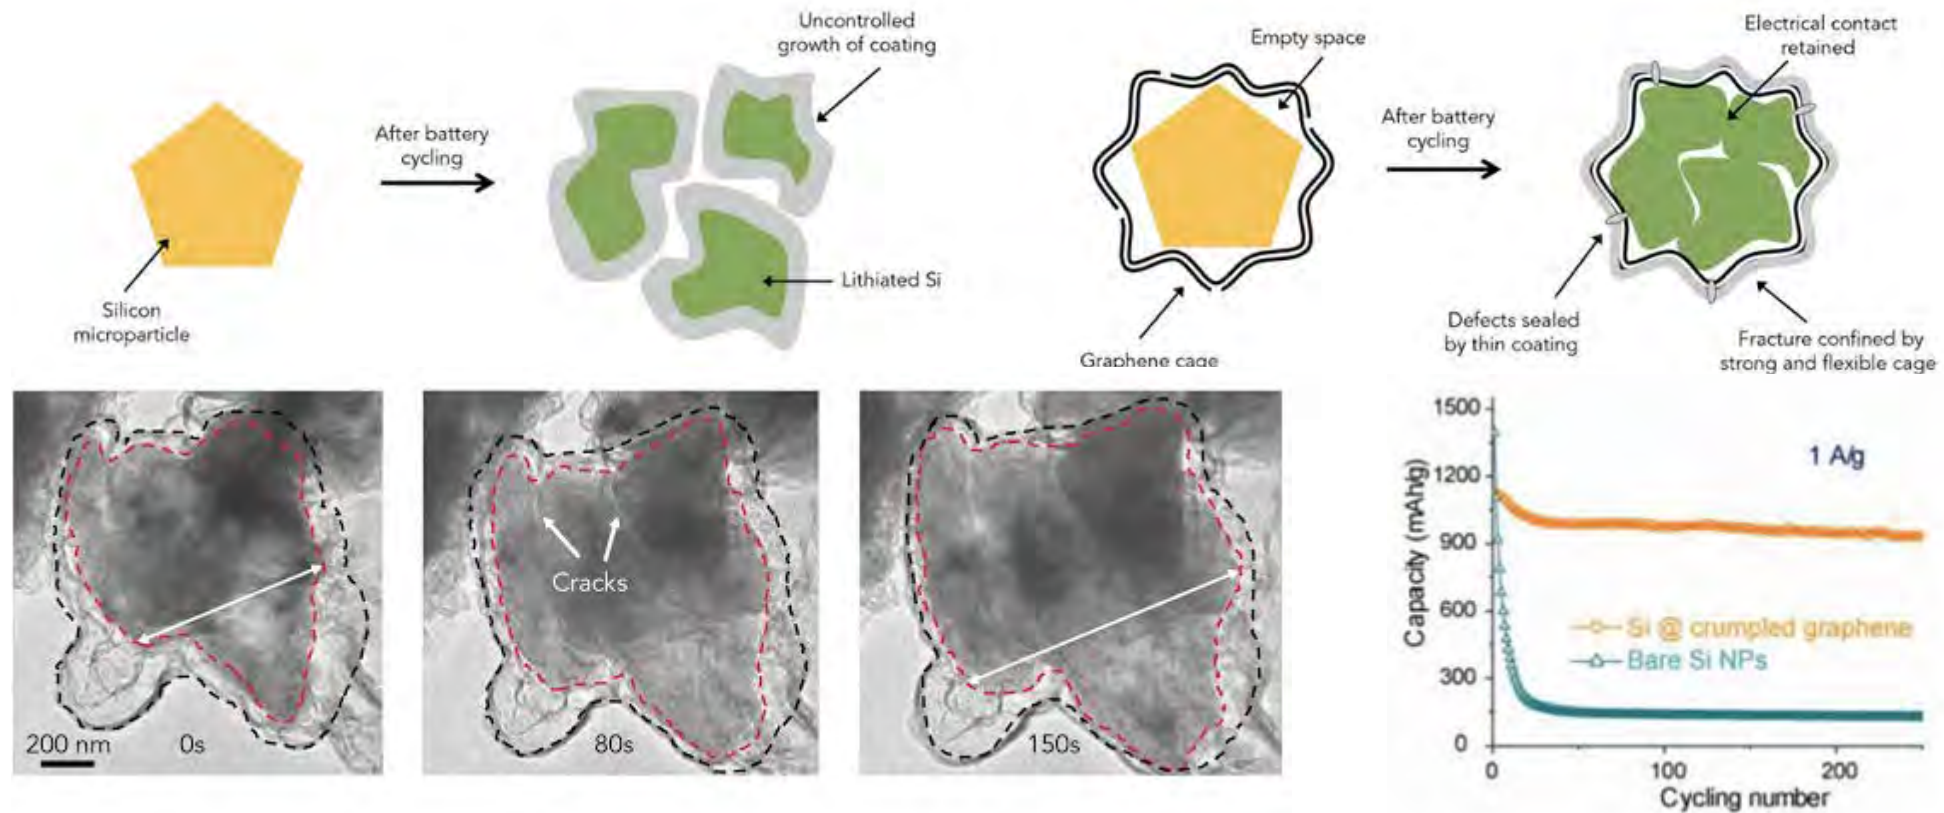 Uncontrolled
growth of coating
After battery
cycling
Silicon
microparticle
Lithiated Si
Empty space
Graphene cage
After battery
cycling
Electrical contact
retained
Defects sealed
by thin coating
Fracture confined by
strong and flexible cage
200 nm
0s
Cracks
80s
150s
1500
1200
900
600
300
0
Capacity (mAh/g)
1 A/g
Si @ crumpled graphene
Bare Si NPs
0
100
200
Cycling number